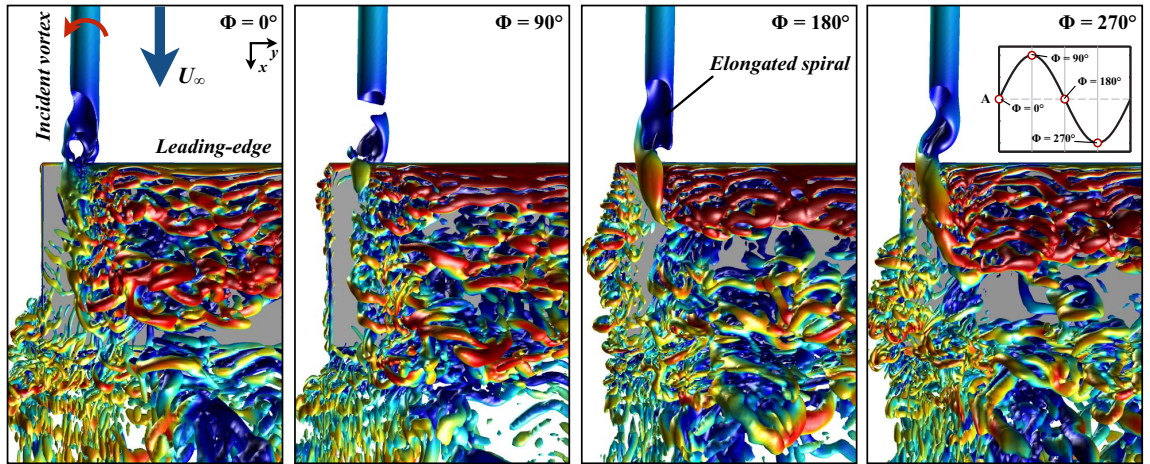 Φ = 0°
Φ = 90°
Φ = 180°
Φ = 270°
Incident vortex
U∞
y
x
Leading-edge
Elongated spiral
Φ = 90°
Φ = 180°
A
Φ = 0°
Φ = 270°